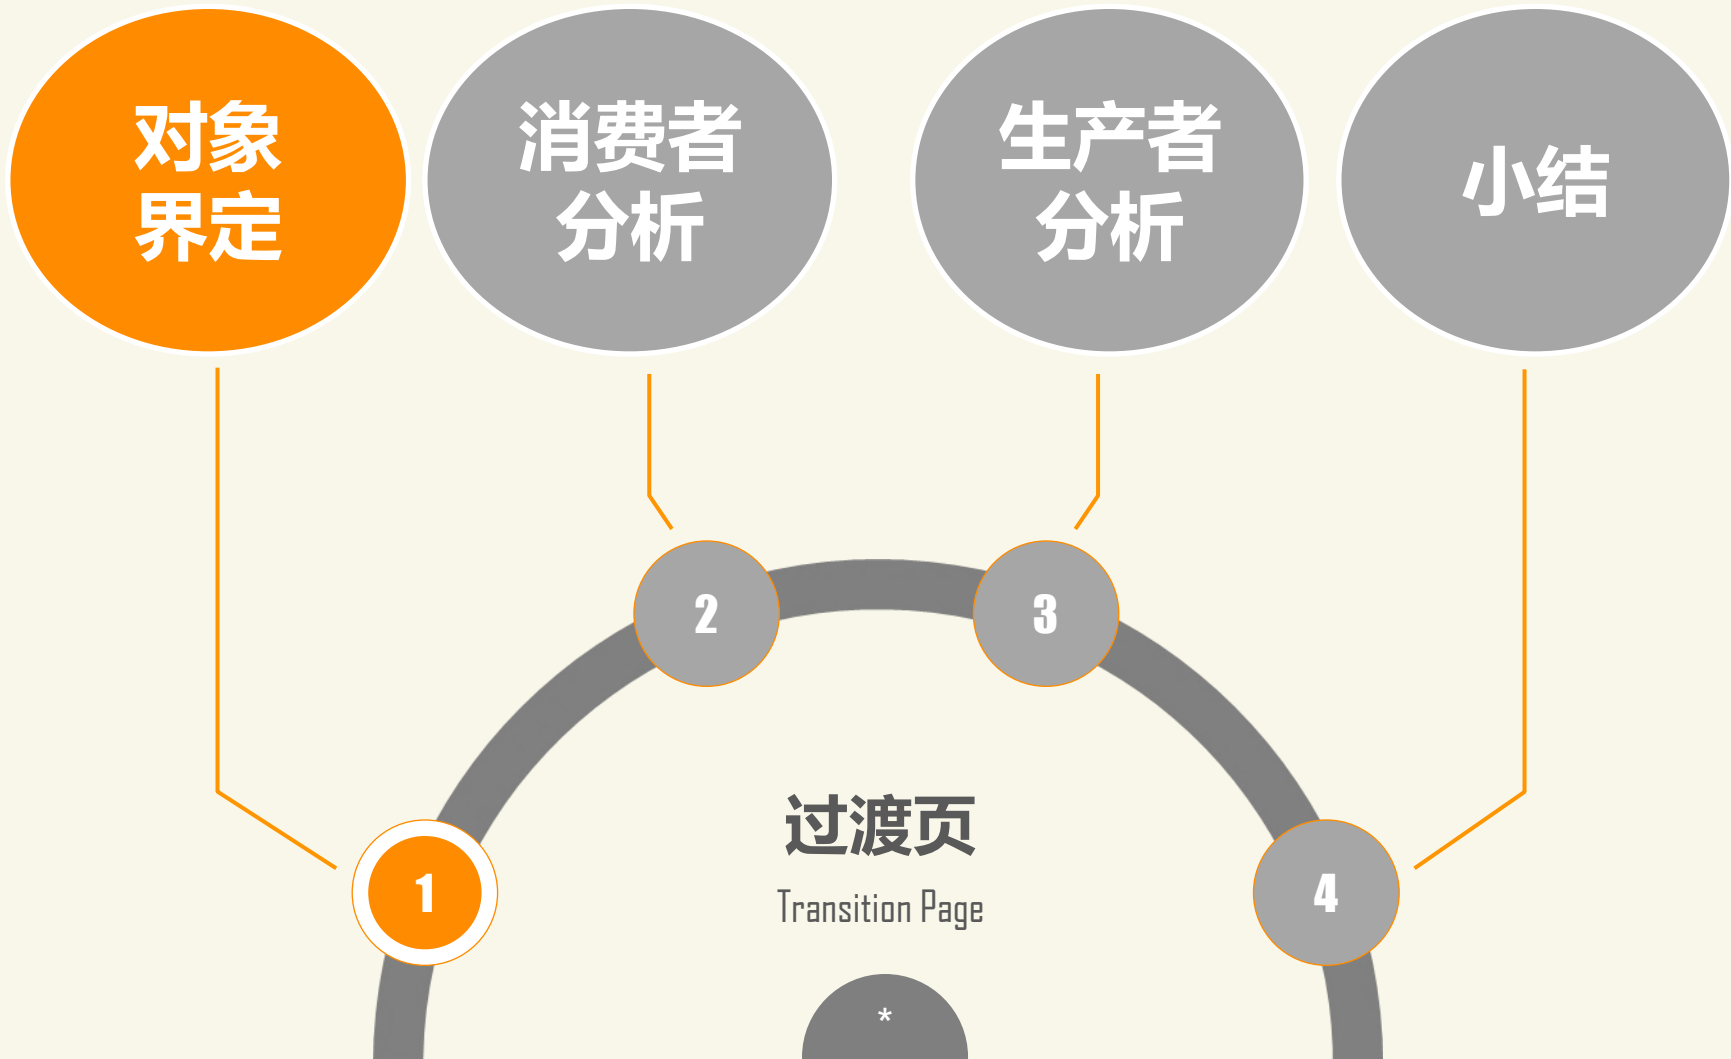 对象
界定
消费者
分析
生产者
分析
小结
2
3
1
4
过渡页
Transition Page
*